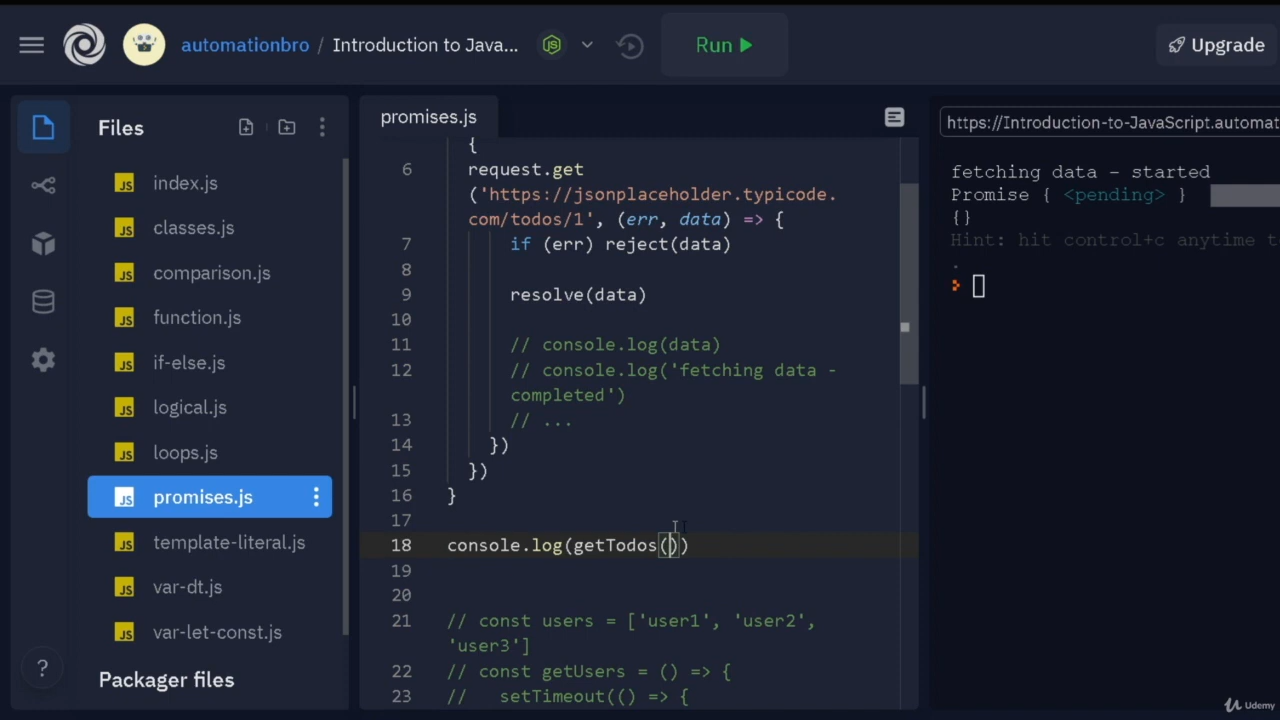 automationbro / Introduction to Java...
Run
Upgrade
Files
index.js
classes.js
comparison.js
function.js
if-else.js
logical.js
loops.js
promises.js
template-literal.js
var-dt.js
var-let-const.js
Packager files
?
promises.js
{
6 request.get
('https://jsonplaceholder.typicode.
com/todos/1', (err, data) => {
7 if (err) reject(data)
8
9 resolve(data)
10
11 // console.log(data)
12 // console.log('fetching data -
completed')
13 // ...
14 })
15 })
16 }
17
18 console.log(getTodos())
19
20
21 // const users = ['user1', 'user2',
'user3']
22 // const getUsers = () => {
23 // setTimeout(() => {
https://Introduction-to-JavaScript.automat
fetching data - started
Promise { <pending> }
{}
Hint: hit control+c anytime t
.
Udemy